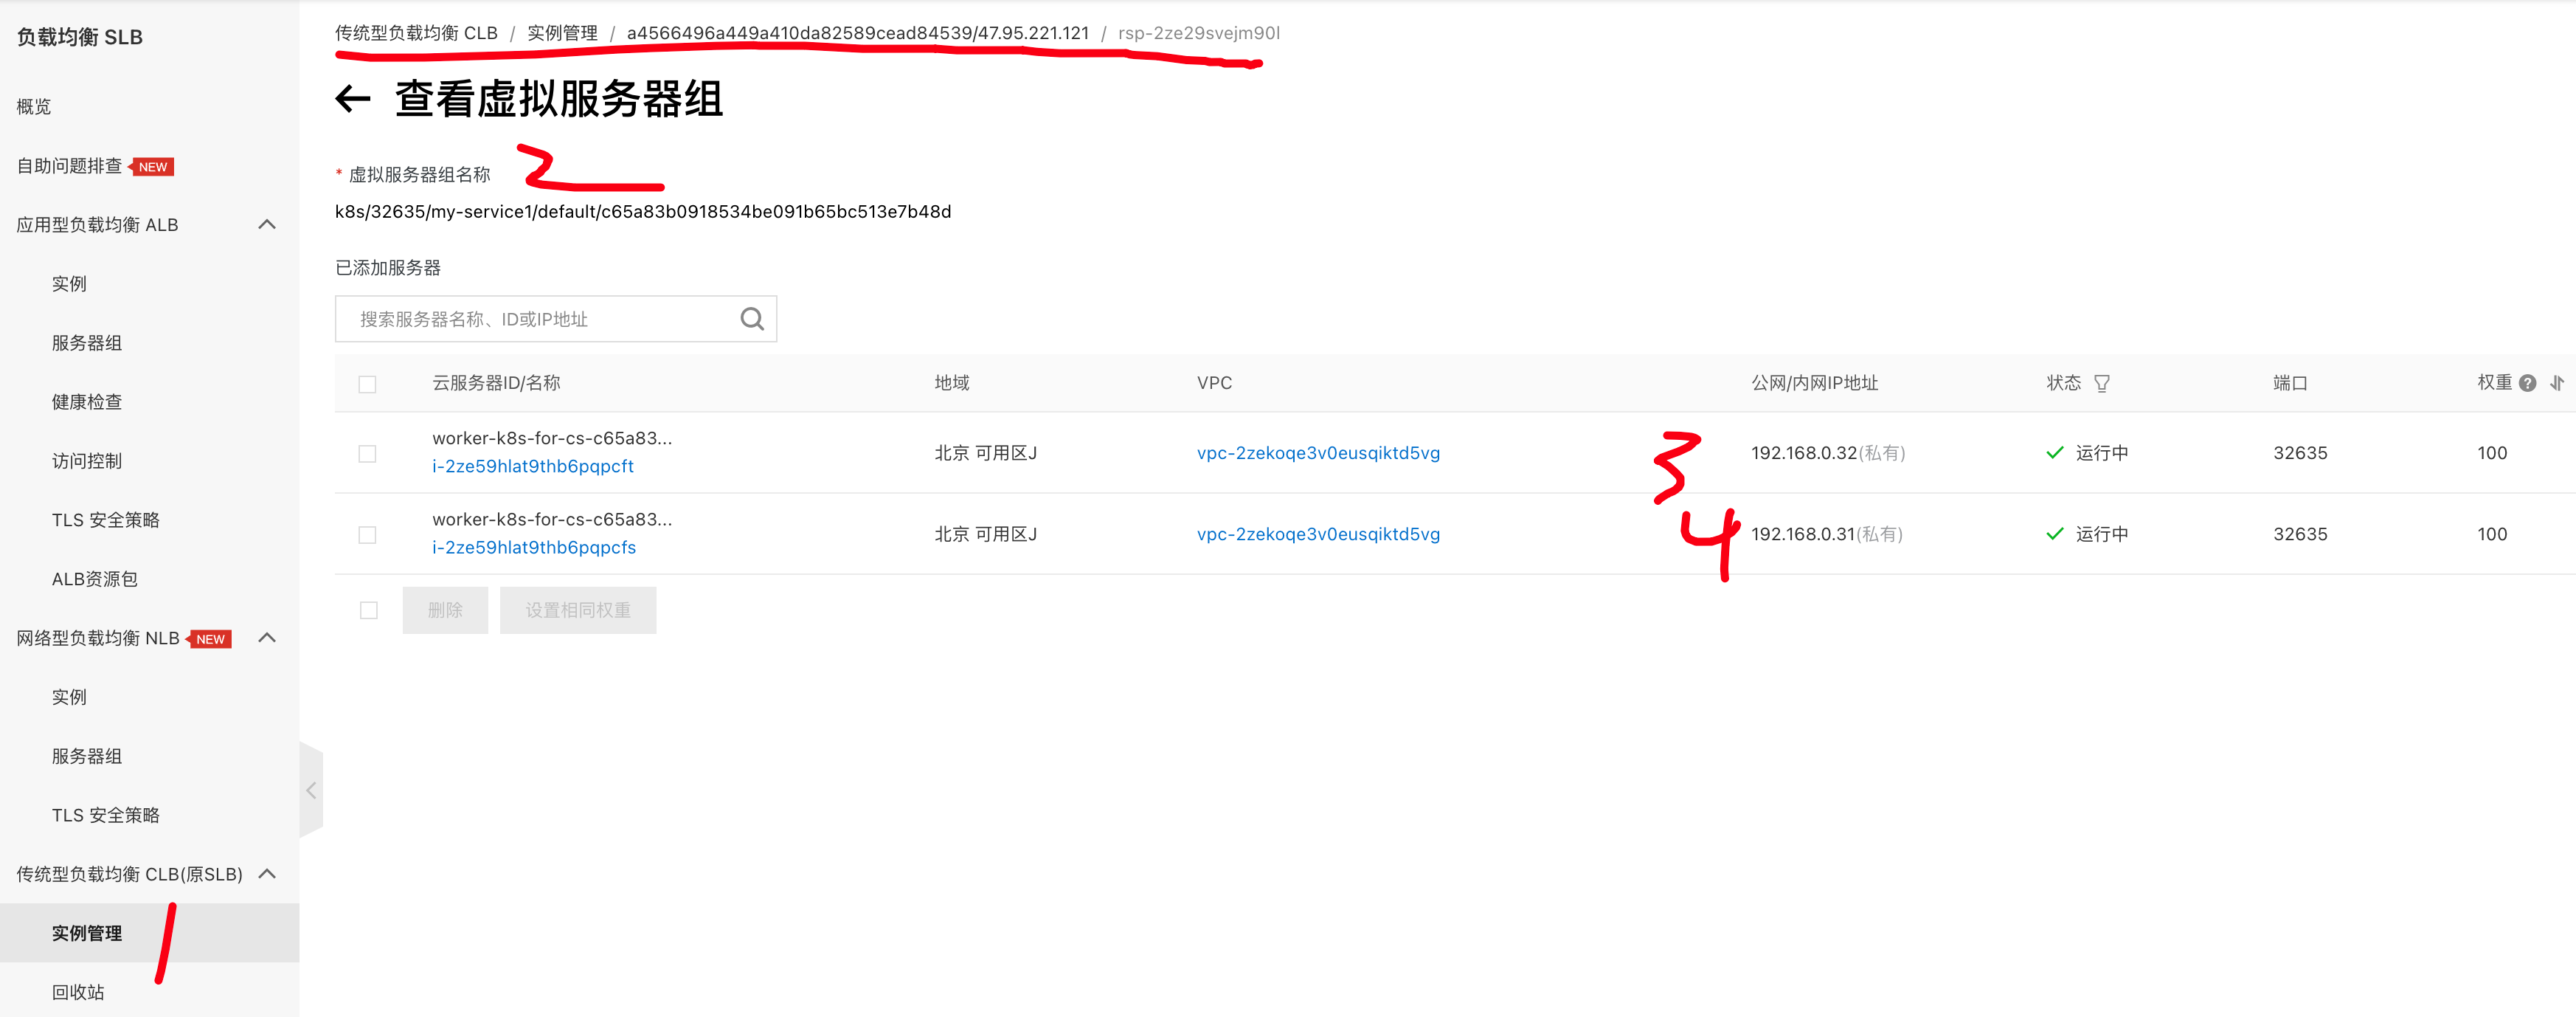 负载均衡 SLB
概览
自助问题排查 NEW
应用型负载均衡 ALB
实例
服务器组
健康检查
访问控制
TLS 安全策略
ALB资源包
网络型负载均衡 NLB NEW
实例
服务器组
TLS 安全策略
传统型负载均衡 CLB(原SLB)
实例管理 1
回收站
传统型负载均衡 CLB / 实例管理 / a4566496a449a410da82589cead84539/47.95.221.121 / rsp-2ze29svejm90l
查看虚拟服务器组
* 虚拟服务器组名称 2
k8s/32635/my-service1/default/c65a83b0918534be091b65bc513e7b48d
已添加服务器
搜索服务器名称、ID或IP地址
云服务器ID/名称 地域 VPC 公网/内网IP地址 状态 端口 权重 ?
worker-k8s-for-cs-c65a83...
i-2ze59hlat9thb6pqpcft 北京 可用区J vpc-2zekoqe3v0eusqiktd5vg 3 192.168.0.32(私有) 运行中 32635 100
worker-k8s-for-cs-c65a83...
i-2ze59hlat9thb6pqpcfs 北京 可用区J vpc-2zekoqe3v0eusqiktd5vg 4 192.168.0.31(私有) 运行中 32635 100
删除 设置相同权重